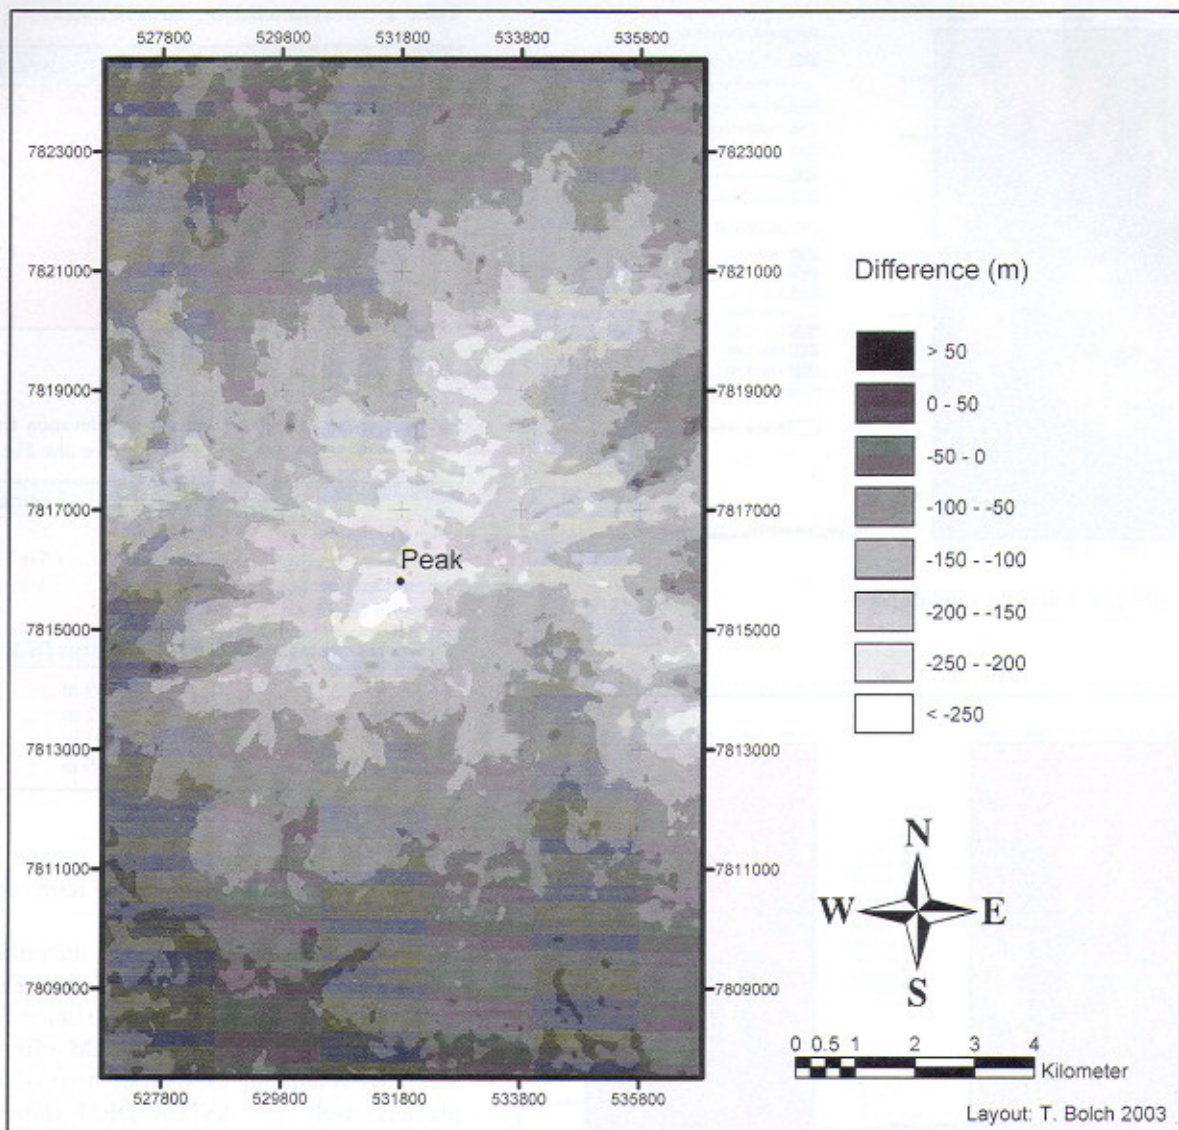 527800 529800 531800 533800 535800
7823000 7823000
7821000 7821000
7819000 7819000
7817000 7817000
7815000 7815000
7813000 7813000
7811000 7811000
7809000 7809000
527800 529800 531800 533800 535800
Peak
Difference (m)
> 50
0 - 50
-50 - 0
-100 - -50
-150 - -100
-200 - -150
-250 - -200
< -250
N
W E
S
0 0.5 1 2 3 4
Kilometer
Layout: T. Bolch 2003